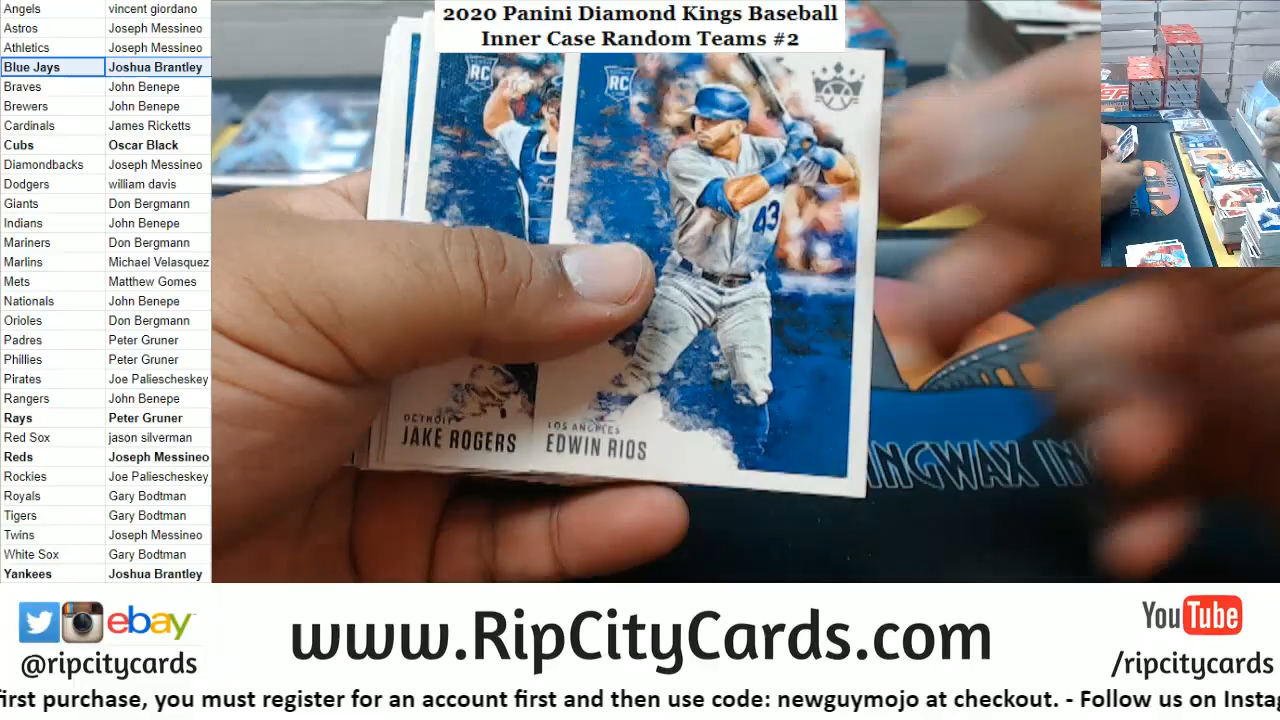 2020 Panini Diamond Kings Baseball
Inner Case Random Teams #2
Angels vincent giordano
Astros Joseph Messineo
Athletics Joseph Messineo
Blue Jays Joshua Brantley
Braves John Benepe
Brewers John Benepe
Cardinals James Ricketts
Cubs Oscar Black
Diamondbacks Joseph Messineo
Dodgers william davis
Giants Don Bergmann
Indians John Benepe
Mariners Don Bergmann
Marlins Michael Velasquez
Mets Matthew Gomes
Nationals John Benepe
Orioles Don Bergmann
Padres Peter Gruner
Phillies Peter Gruner
Pirates Joe Paliescheskey
Rangers John Benepe
Rays Peter Gruner
Red Sox jason silverman
Reds Joseph Messineo
Rockies Joe Paliescheskey
Royals Gary Bodtman
Tigers Gary Bodtman
Twins Joseph Messineo
White Sox Gary Bodtman
Yankees Joshua Brantley
RC
RC
43
DETROIT
JAKE ROGERS
LOS ANGELES
EDWIN RIOS
INGWAX IN
ebay
@ripcitycards
www.RipCityCards.com
YouTube
/ripcitycards
first purchase, you must register for an account first and then use code: newguymojo at checkout. - Follow us on Insta